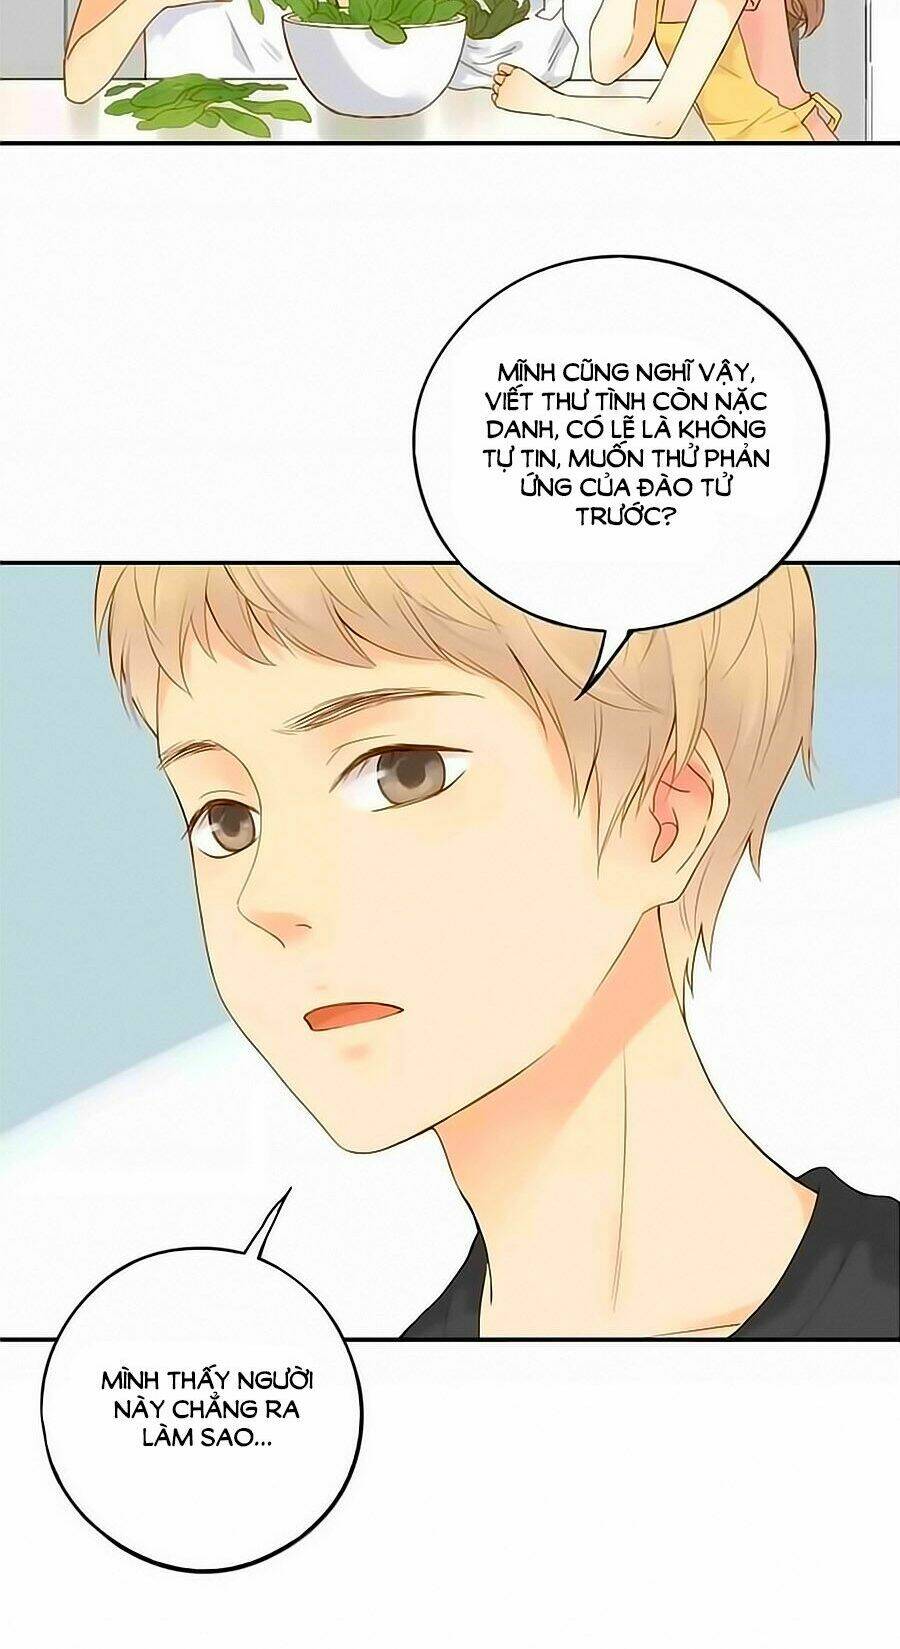 MĨNH CŨNG NGHĨ VẬY,
VIẾT THƯ TÌNH CÒN NẶC
DANH, CÓ LẼ LÀ KHÔNG
TỰ TIN, MUỐN THỬ PHẢN
ỨNG CỦA ĐÀO TỬ
TRƯỚC?
MÌNH THẤY NGƯỜI
NÀY CHẲNG RA
LÀM SAO...